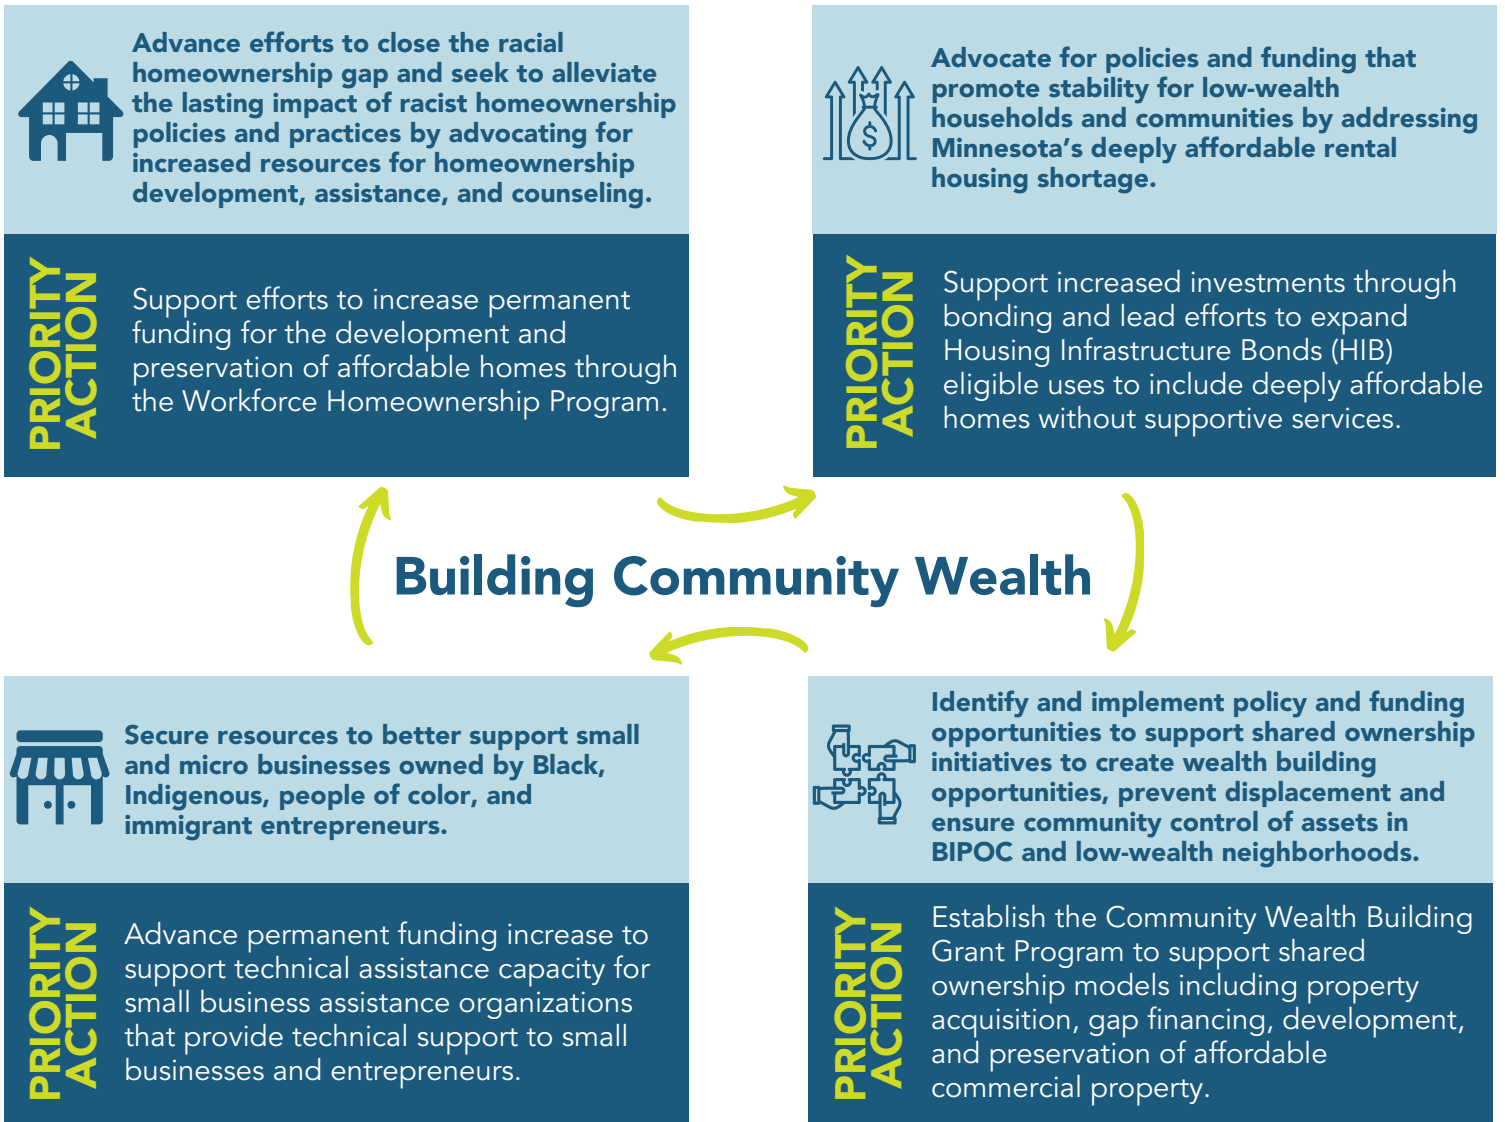 Advance efforts to close the racial
homeownership gap and seek to alleviate
the lasting impact of racist homeownership
policies and practices by advocating for
increased resources for homeownership
development, assistance, and counseling.
PRIORITY
ACTION
Support efforts to increase permanent
funding for the development and
preservation of affordable homes through
the Workforce Homeownership Program.
Advocate for policies and funding that
promote stability for low-wealth
households and communities by addressing
Minnesota's deeply affordable rental
housing shortage.
$
PRIORITY
ACTION
Support increased investments through
bonding and lead efforts to expand
Housing Infrastructure Bonds (HIB)
eligible uses to include deeply affordable
homes without supportive services.
Building Community Wealth
Secure resources to better support small
and micro businesses owned by Black,
Indigenous, people of color, and
immigrant entrepreneurs.
PRIORITY
ACTION
Advance permanent funding increase to
support technical assistance capacity for
small business assistance organizations
that provide technical support to small
businesses and entrepreneurs.
Identify and implement policy and funding
opportunities to support shared ownership
initiatives to create wealth building
opportunities, prevent displacement and
ensure community control of assets in
BIPOC and low-wealth neighborhoods.
PRIORITY
ACTION
Establish the Community Wealth Building
Grant Program to support shared
ownership models including property
acquisition, gap financing, development,
and preservation of affordable
commercial property.